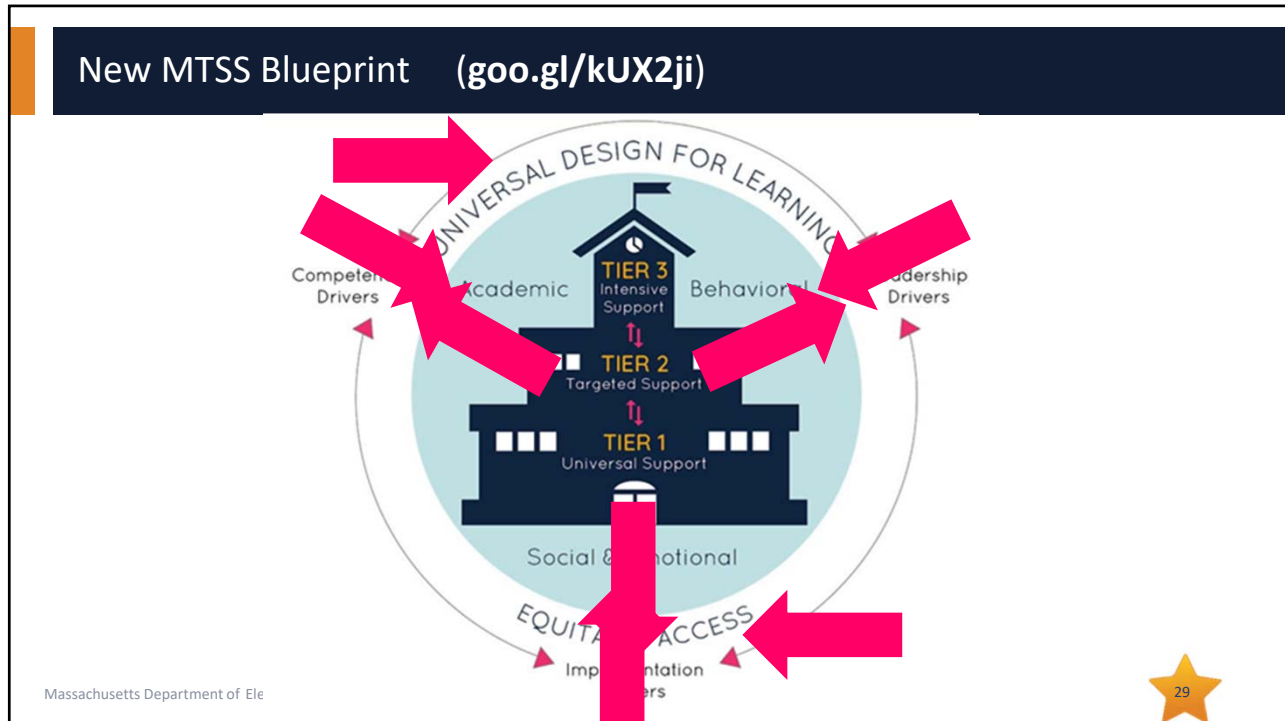 New MTSS Blueprint (goo.gl/kUX2ji)
UNIVERSAL DESIGN FOR LEARNING
Drivers
Academic
TIER 3
Intensive
Support
Behavioral
Drivers
TIER 2
Targeted Support
TIER 1
Universal Support
Social &
ACCESS
Massachusetts Department of
29